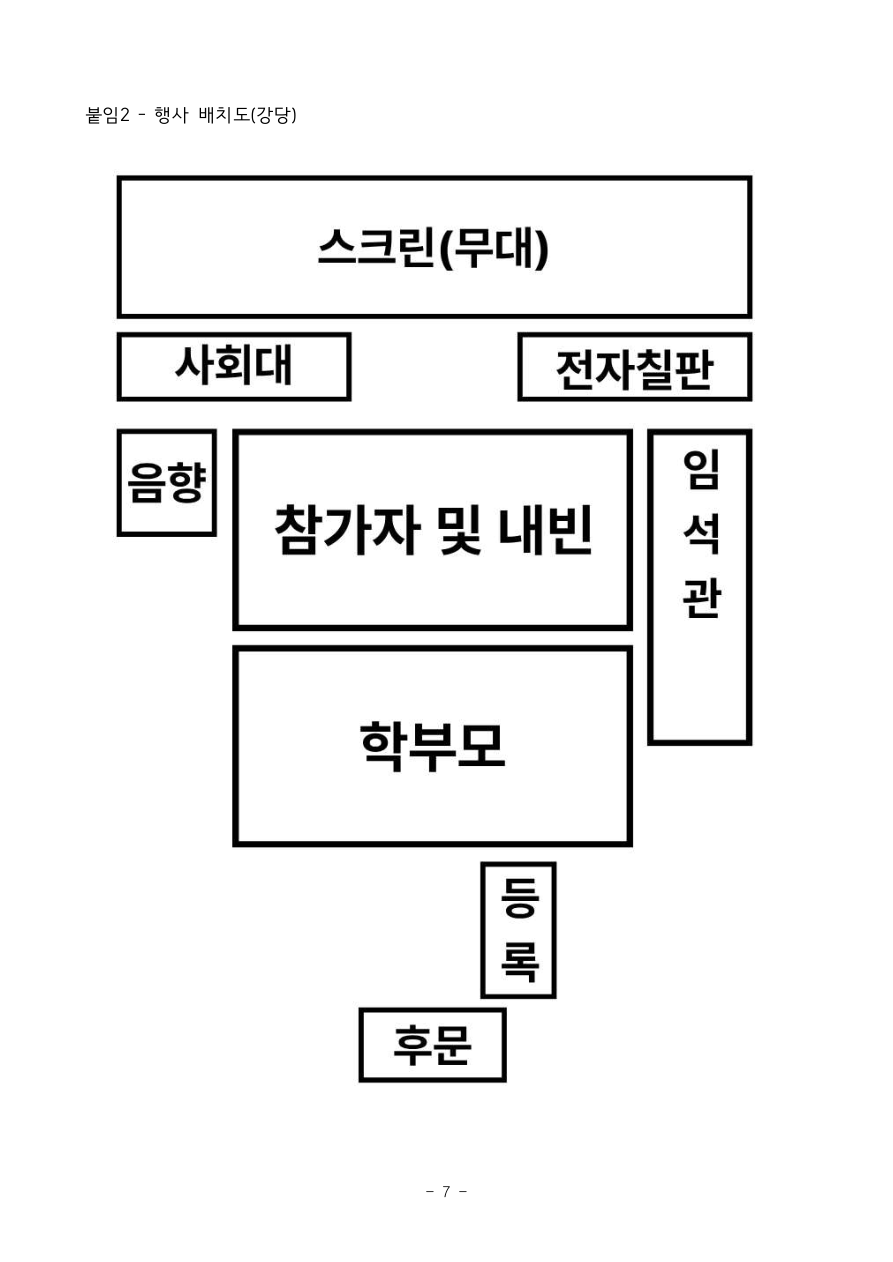 붙임2 - 행사 배치도(강당)
스크린(무대)
사회대
전자칠판
음향
참가자 및 내빈
임
석
관
학부모
등
록
후문
- 7 -